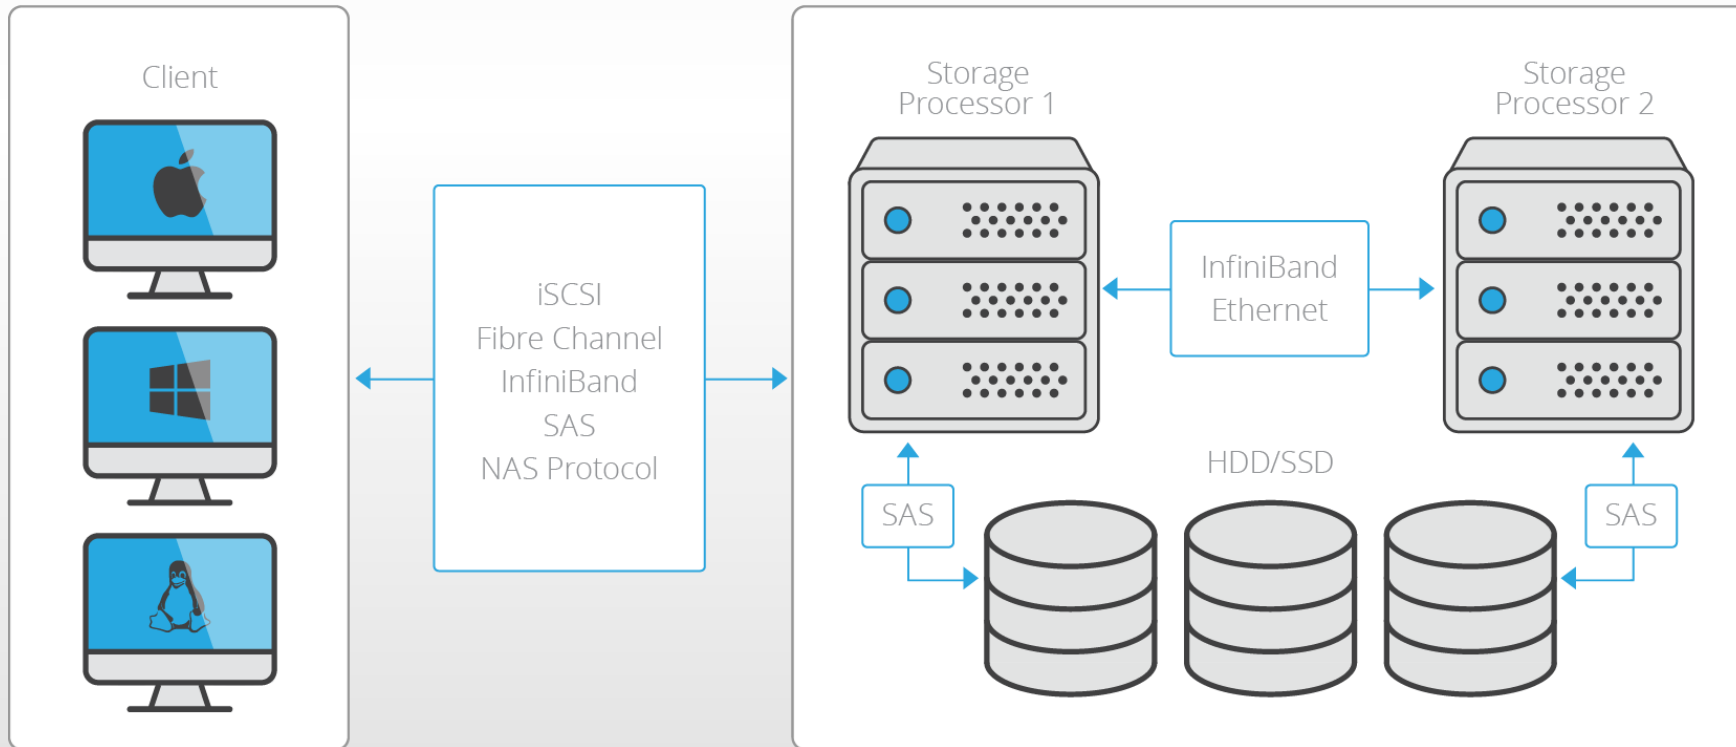 Client
iSCSI
Fibre Channel
InfiniBand
SAS
NAS Protocol
Storage
Processor 1
Storage
Processor 2
InfiniBand
Ethernet
HDD/SSD
SAS
SAS